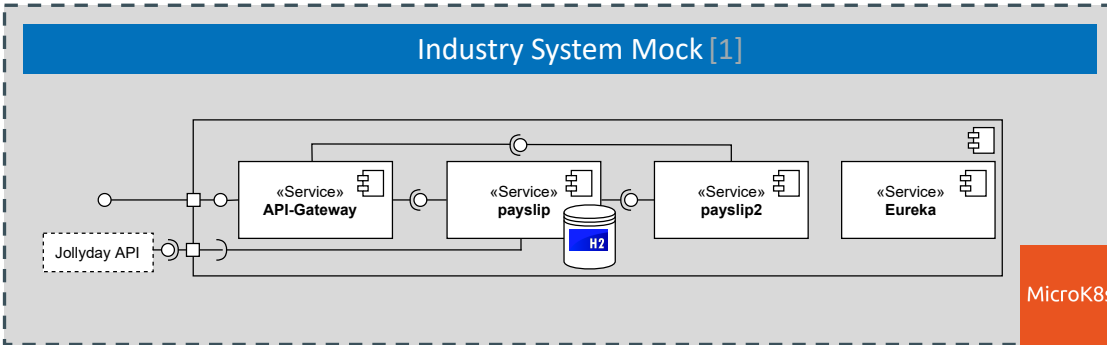 Industry System Mock [1]
«Service»
API-Gateway
«Service»
payslip
«Service»
payslip2
«Service»
Eureka
H2
Jollyday API
MicroK8s